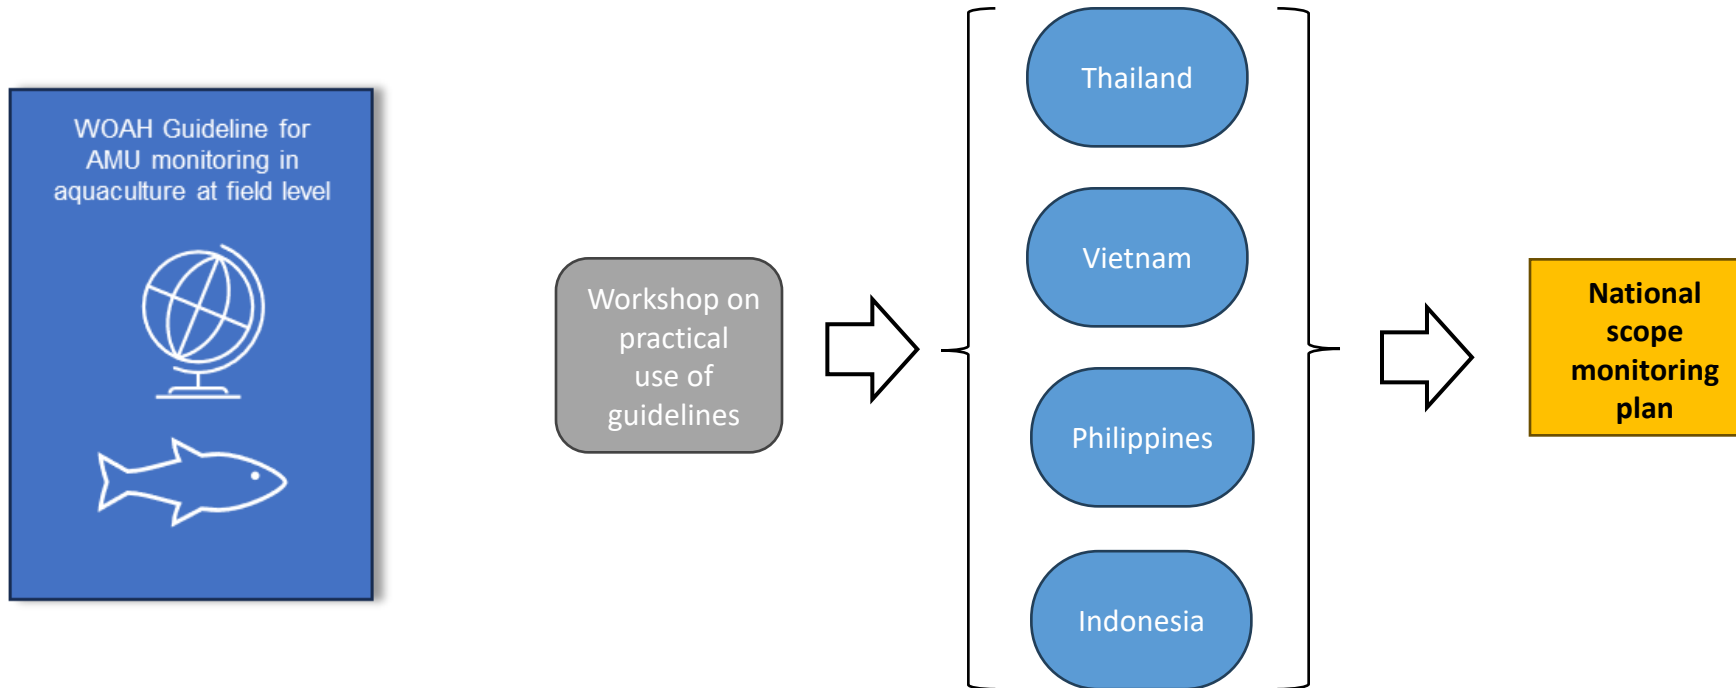 WOAH Guideline for
AMU monitoring in
aquaculture at field level
Workshop on
practical
use of
guidelines
Thailand
Vietnam
Philippines
Indonesia
National
scope
monitoring
plan